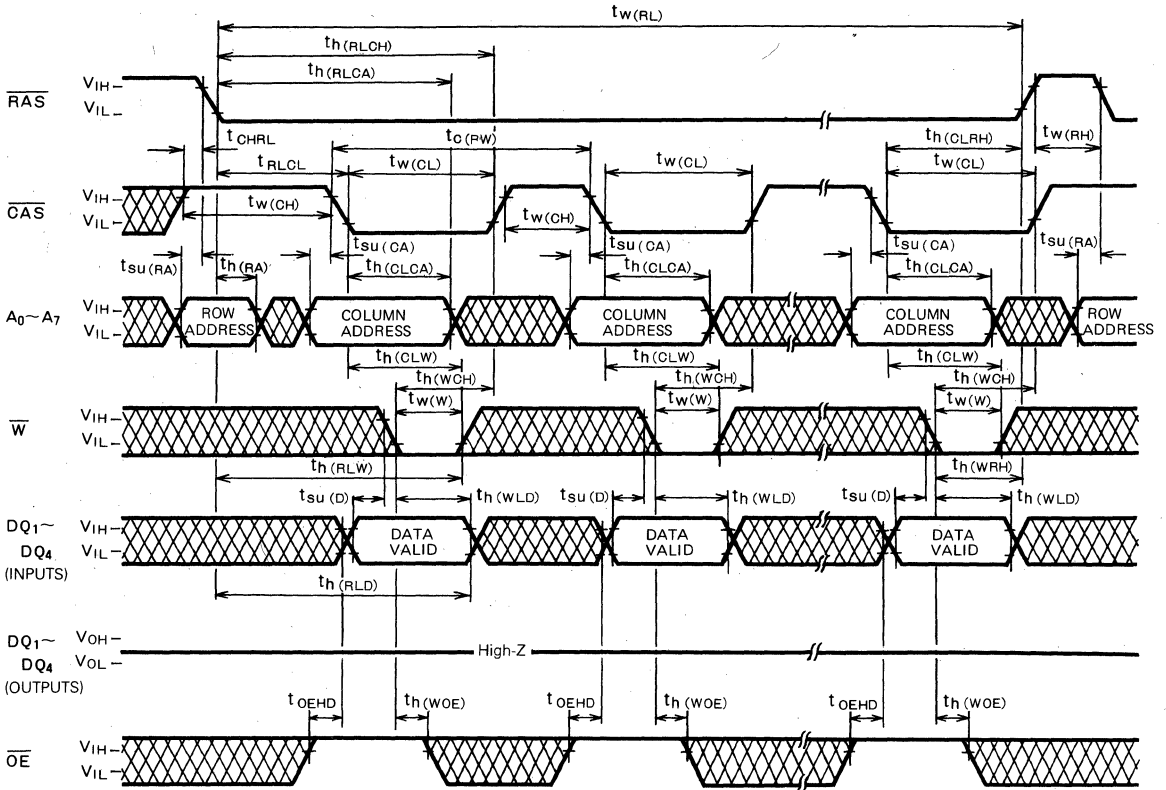 tw(RL)
th(RLCH)
th(RLCA)
RAS VIH VIL
tCHRL tC(PW) th(CLRH) tw(RH)
tRLCL tw(CL) tw(CL) tw(CL)
CAS VIH VIL
tw(CH) tw(CH)
tsu(CA) tsu(CA) tsu(RA)
tsu(RA) th(RA) th(CLCA) th(CLCA) th(CLCA)
A0~A7 VIH VIL
ROW ADDRESS COLUMN ADDRESS COLUMN ADDRESS COLUMN ADDRESS ROW ADDRESS
th(CLW) th(CLW) th(CLW)
th(WCH) th(WCH) th(WCH)
tw(W) tw(W) tw(W)
W VIH VIL
th(RLW) th(WRH)
tsu(D) th(WLD) tsu(D) th(WLD) tsu(D) th(WLD)
DQ1~ DQ4 (INPUTS) VIH VIL
DATA VALID DATA VALID DATA VALID
th(RLD)
DQ1~ DQ4 (OUTPUTS) VOH VOL
High-Z
tOEHD th(WOE) tOEHD tOEHD th(WOE)
th(WOE)
OE VIH VIL